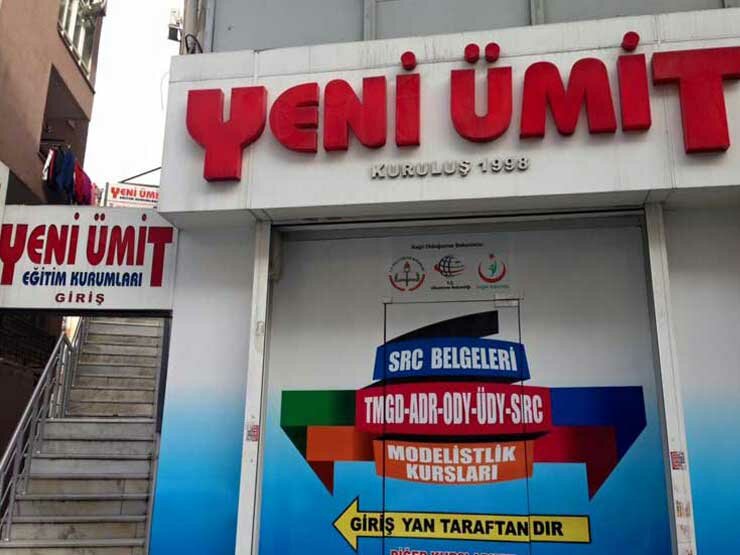 YENİ ÜMİT
KURULUŞ 1998
YENİ ÜMİ
YENİ ÜMİT
EĞİTİM KURUMLARI
GİRİŞ
SRC BELGELERİ
TMGD-ADR-ODY-ÜDY-SRC
MODELİSTLİK
KURSLARI
GİRİŞ YAN TARAFTANDIR